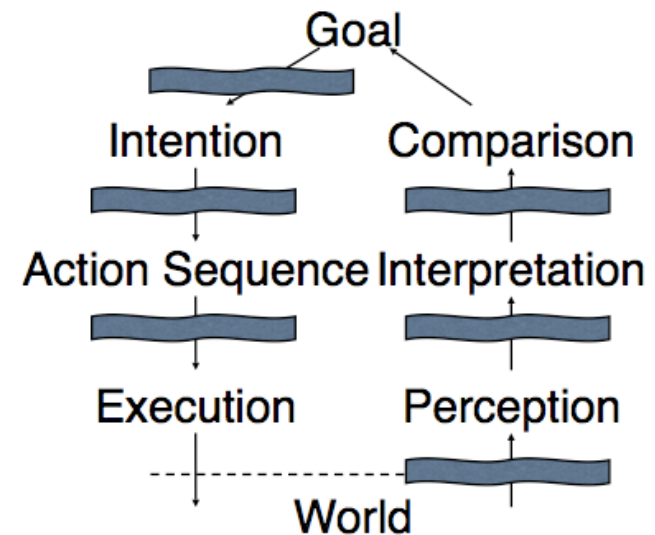 Goal
Intention Comparison
Action Sequence Interpretation
Execution Perception
World